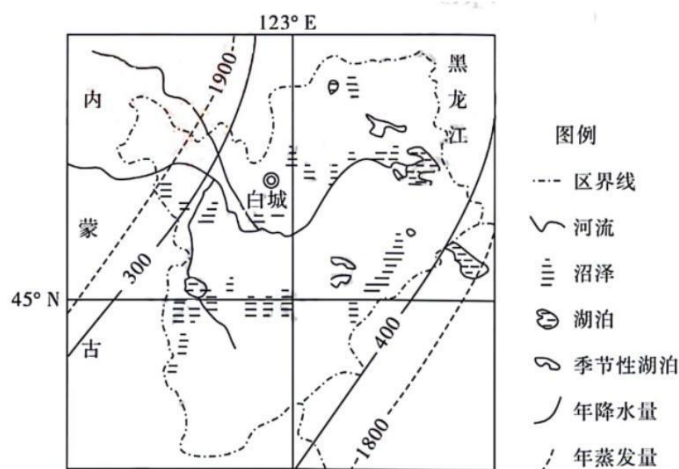 123° E
内
蒙
古
黑
龙
江
1900
白城
300
45° N
400
1800
图例
区界线
河流
沼泽
湖泊
季节性湖泊
年降水量
年蒸发量